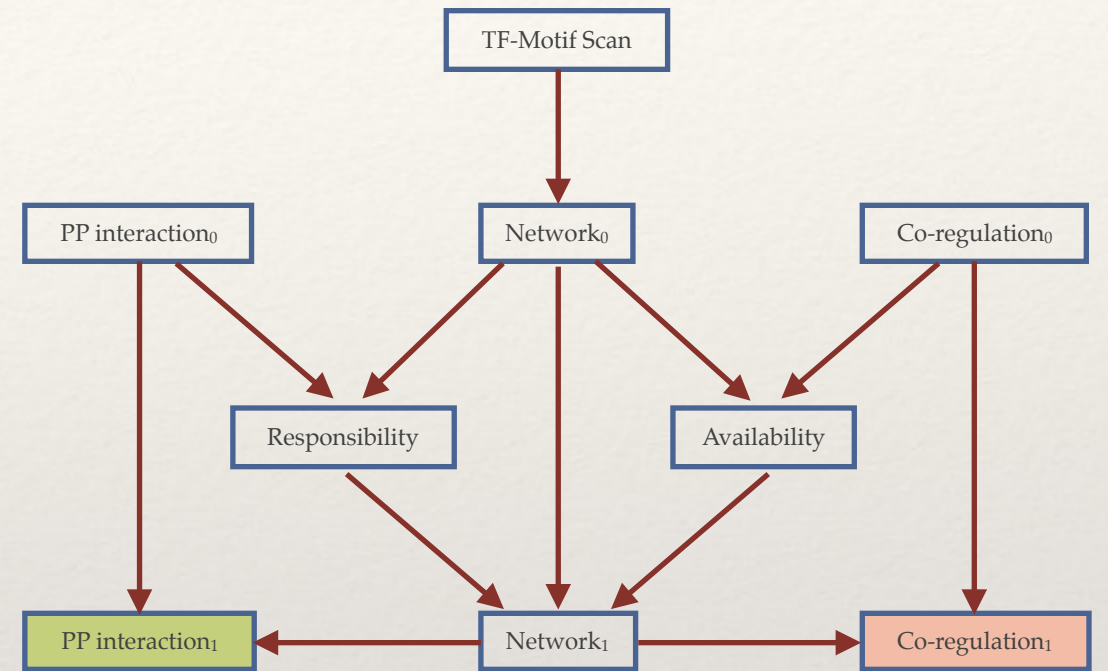 TF-Motif Scan
PP interaction₀
Network₀
Co-regulation₀
Responsibility
Availability
PP interaction₁
Network₁
Co-regulation₁